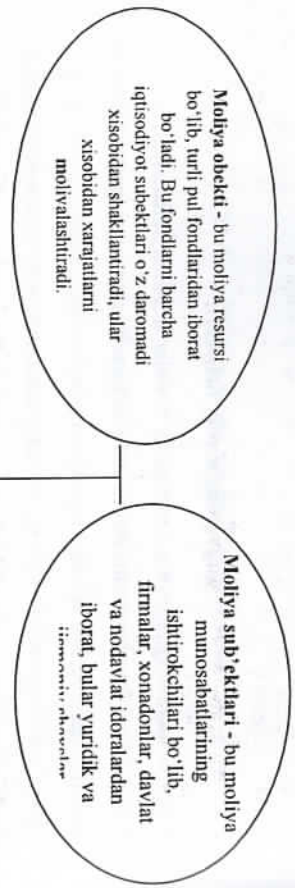 Moliya obekti - bu moliya resursi
bo'lib, turli pul fondlaridan iborat
bo'ladi. Bu fondlarni barcha
iqtisodiyot subektlari o'z daromadi
xisobidan shakllantiradi, ular
xisobidan xarajatlarni
molivalashtiradi.
Moliya sub'ektlari - bu moliya
munosabatlarining
ishtirokchilari bo'lib,
firmalar, xonadonlar, davlat
va nodavlat idoralardan
iborat, bular yuridik va